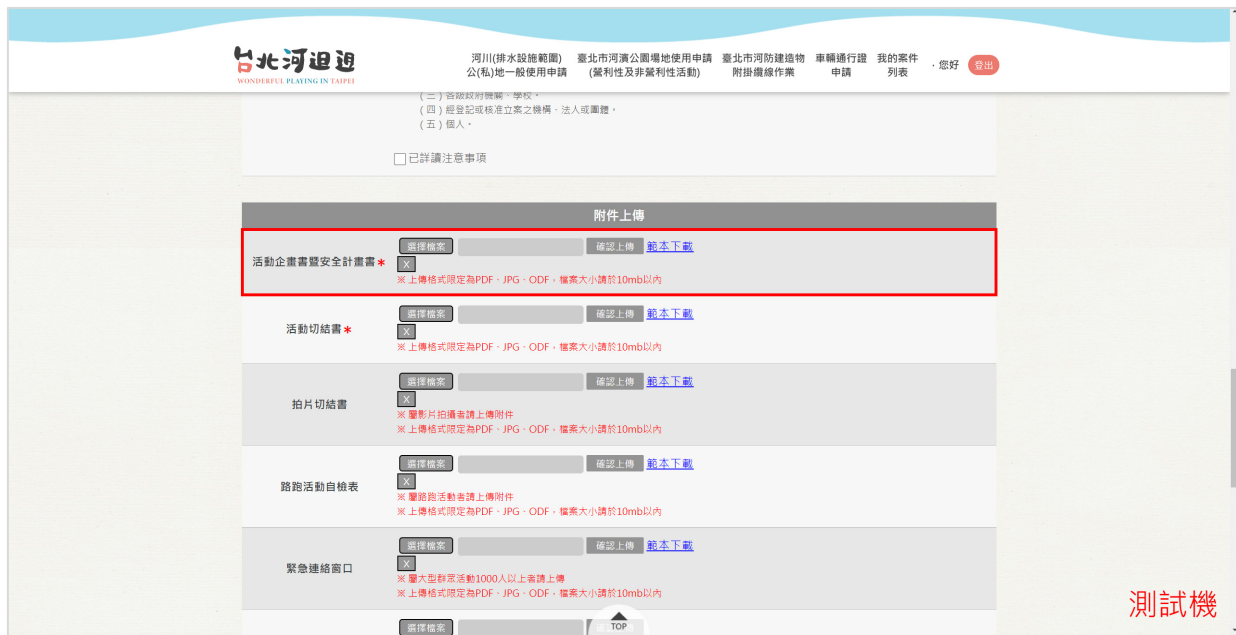 台北河迴迴
WONDERFUL PLAYING IN TAIPEI
河川(排水設施範圍)
公(私)地一般使用申請
臺北市河濱公園場地使用申請
(營利性及非營利性活動)
臺北市河防建造物
附掛纜線作業
車輛通行證
申請
我的案件
列表
· 您好
登出
(三) 各級政府機關、學校。
(四) 經登記或核准立案之機構、法人或團體。
(五) 個人。
已詳讀注意事項
附件上傳
活動企畫書暨安全計畫書*
選擇檔案 確認上傳 範本下載
X
※ 上傳格式限定為PDF、JPG、ODF，檔案大小請於10mb以內
活動切結書*
選擇檔案 確認上傳 範本下載
X
※ 上傳格式限定為PDF、JPG、ODF，檔案大小請於10mb以內
拍片切結書
選擇檔案 確認上傳 範本下載
X
※ 屬影片拍攝者請上傳附件
※ 上傳格式限定為PDF、JPG、ODF，檔案大小請於10mb以內
路跑活動自檢表
選擇檔案 確認上傳 範本下載
X
※ 屬路跑活動者請上傳附件
※ 上傳格式限定為PDF、JPG、ODF，檔案大小請於10mb以內
緊急連絡窗口
選擇檔案 確認上傳 範本下載
X
※ 屬大型群眾活動1000人以上者請上傳
※ 上傳格式限定為PDF、JPG、ODF，檔案大小請於10mb以內
選擇檔案
TOP
測試機